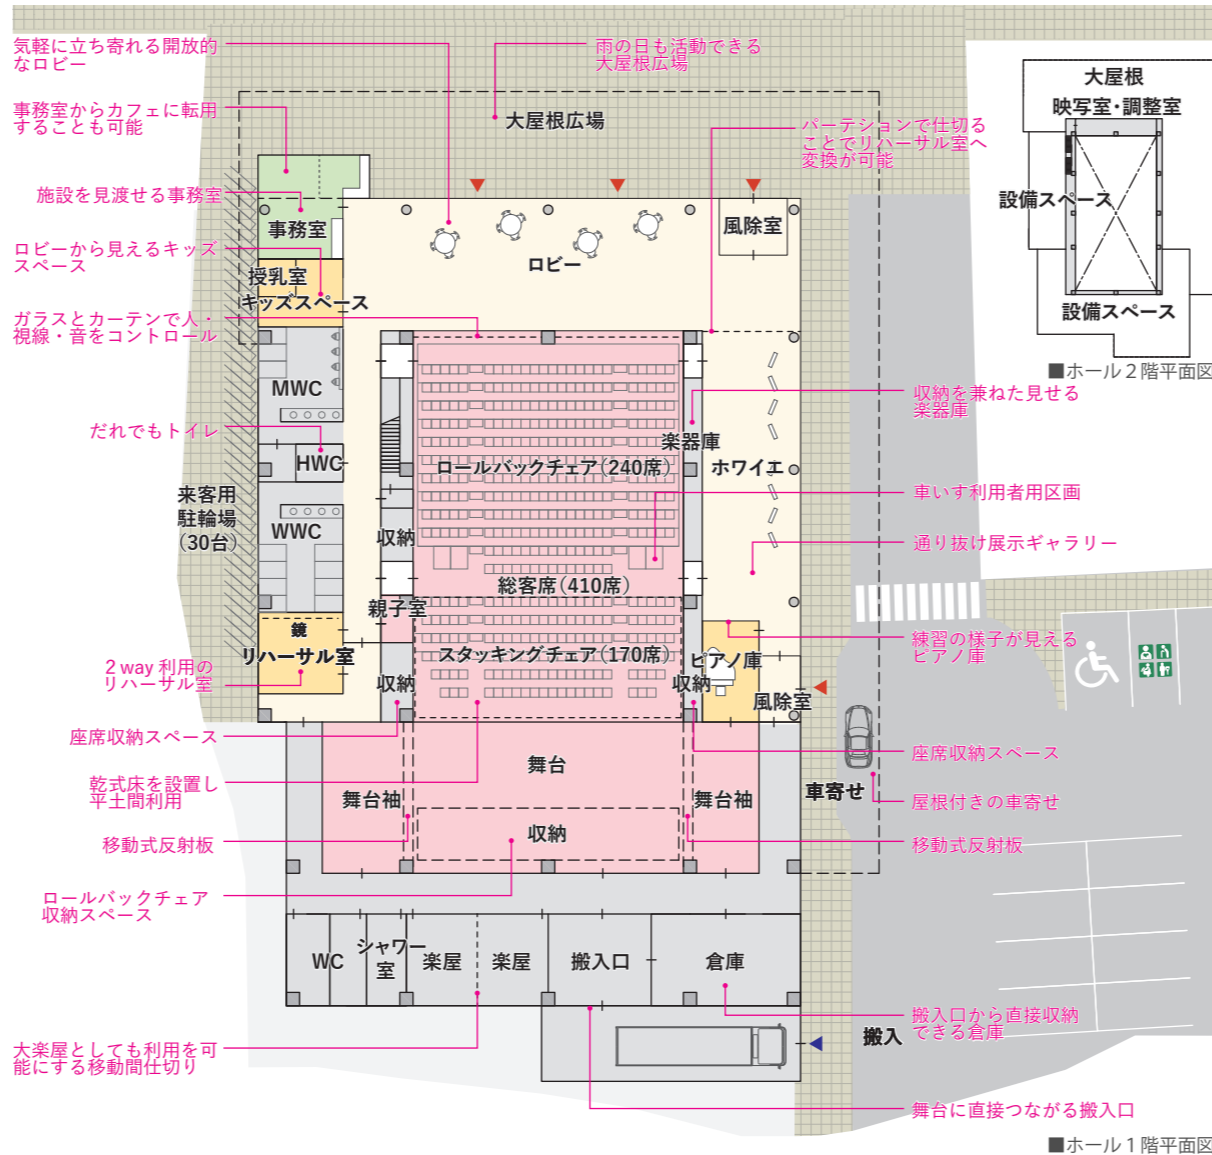 気軽に立ち寄れる開放的
なロビー
雨の日も活動できる
大屋根広場
事務室からカフェに転用
することも可能
大屋根広場
パーテションで仕切る
ことでリハーサル室へ
変換が可能
大屋根
映写室・調整室
設備スペース
設備スペース
■ホール2階平面図
施設を見渡せる事務室
事務室
風除室
ロビーから見えるキッズ
スペース
ロビー
授乳室
キッズスペース
ガラスとカーテンで人・
視線・音をコントロール
MWC
収納を兼ねた見せる
楽器庫
だれでもトイレ
楽器庫
HWC
ロールバックチェア(240席)
ホワイエ
来客用
駐輪場
(30台)
車いす利用者用区画
WWC
収納
通り抜け展示ギャラリー
総客席(410席)
親子室
鏡
リハーサル室
スタッキングチェア(170席)
ピアノ庫
練習の様子が見える
ピアノ庫
2 way 利用の
リハーサル室
収納
収納
風除室
座席収納スペース
座席収納スペース
舞台
乾式床を設置し
平土間利用
舞台袖
舞台袖
車寄せ
屋根付きの車寄せ
移動式反射板
収納
移動式反射板
ロールバックチェア
収納スペース
WC
シャワー
室
楽屋
楽屋
搬入口
倉庫
搬入口から直接収納
できる倉庫
大楽屋としても利用を可
能にする移動間仕切り
搬入
舞台に直接つながる搬入口
■ホール1階平面図